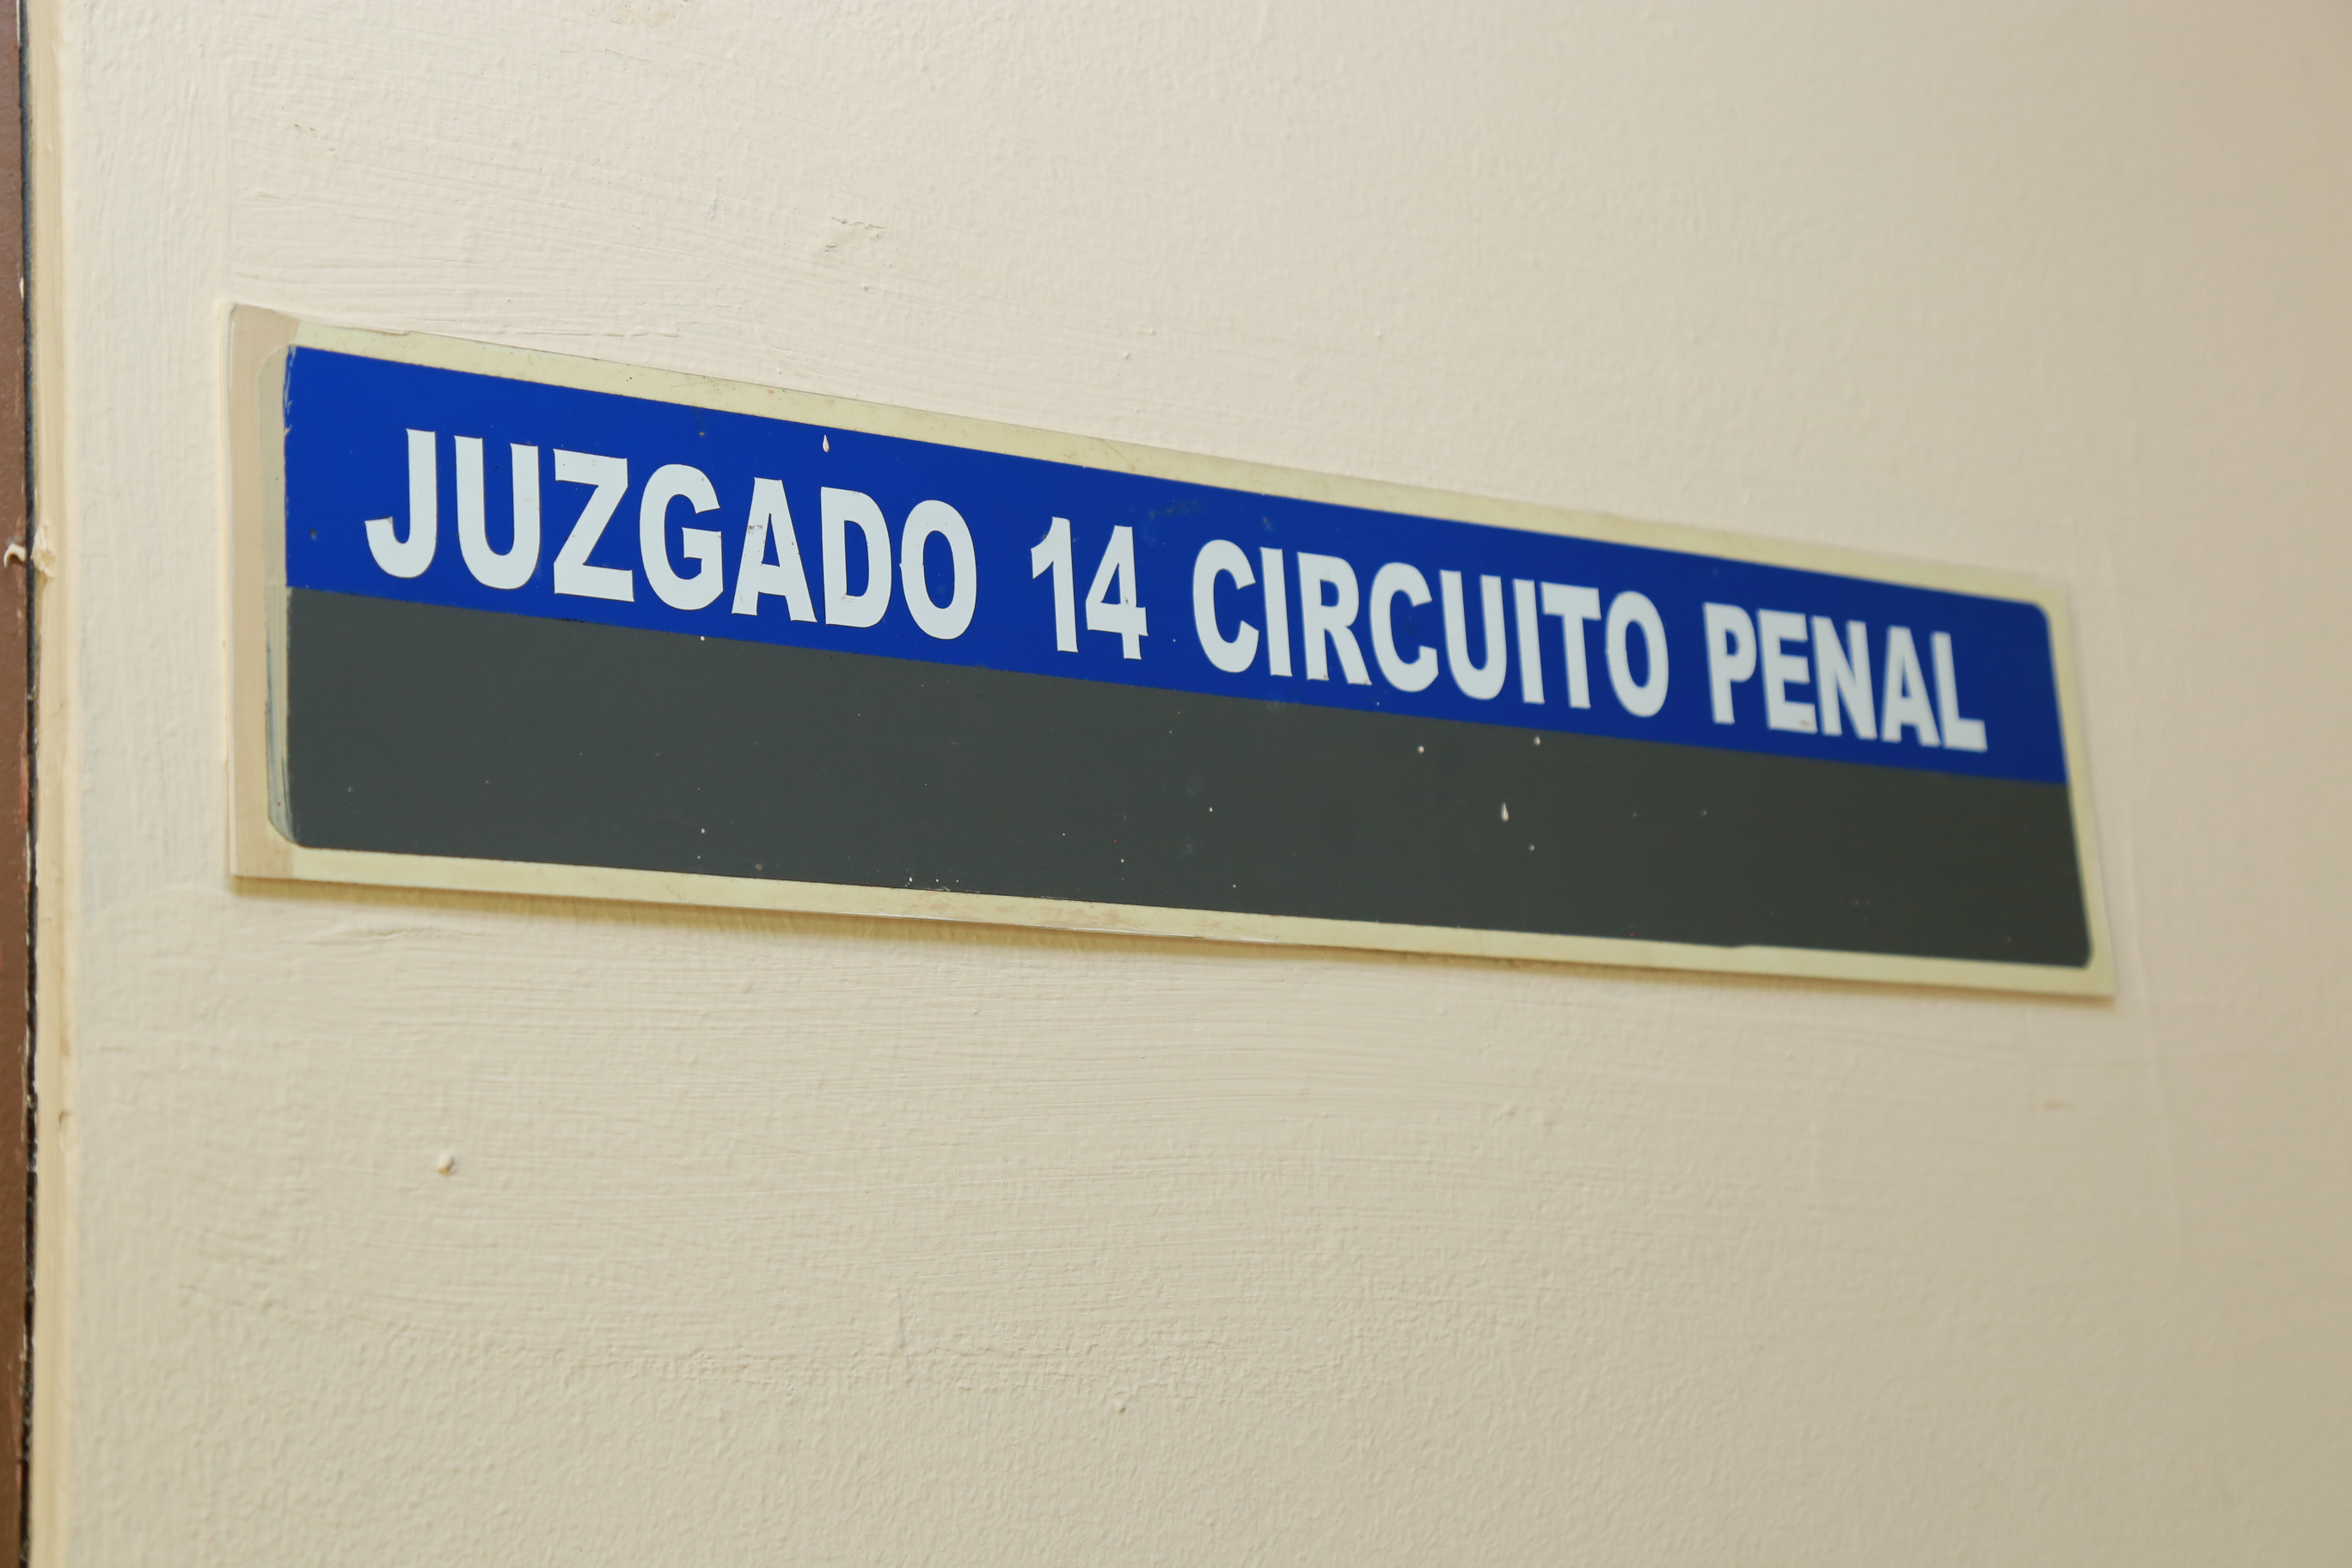 JUZGADO 14 CIRCUITO PENAL